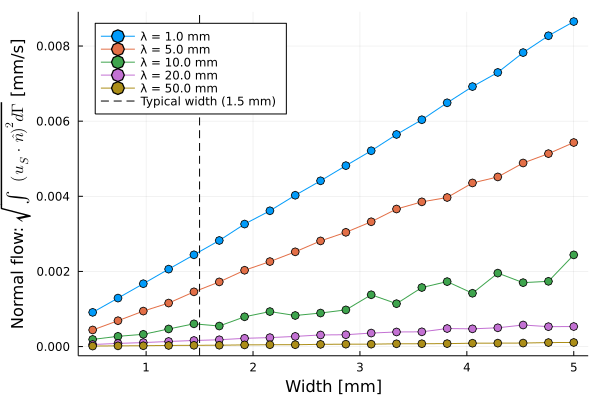 λ = 1.0 mm
λ = 5.0 mm
λ = 10.0 mm
λ = 20.0 mm
λ = 50.0 mm
Typical width (1.5 mm)
Normal flow: √∫ (u_S · n̂)² dΓ [mm/s]
0.008
0.006
0.004
0.002
0.000
1 2 3 4 5
Width [mm]